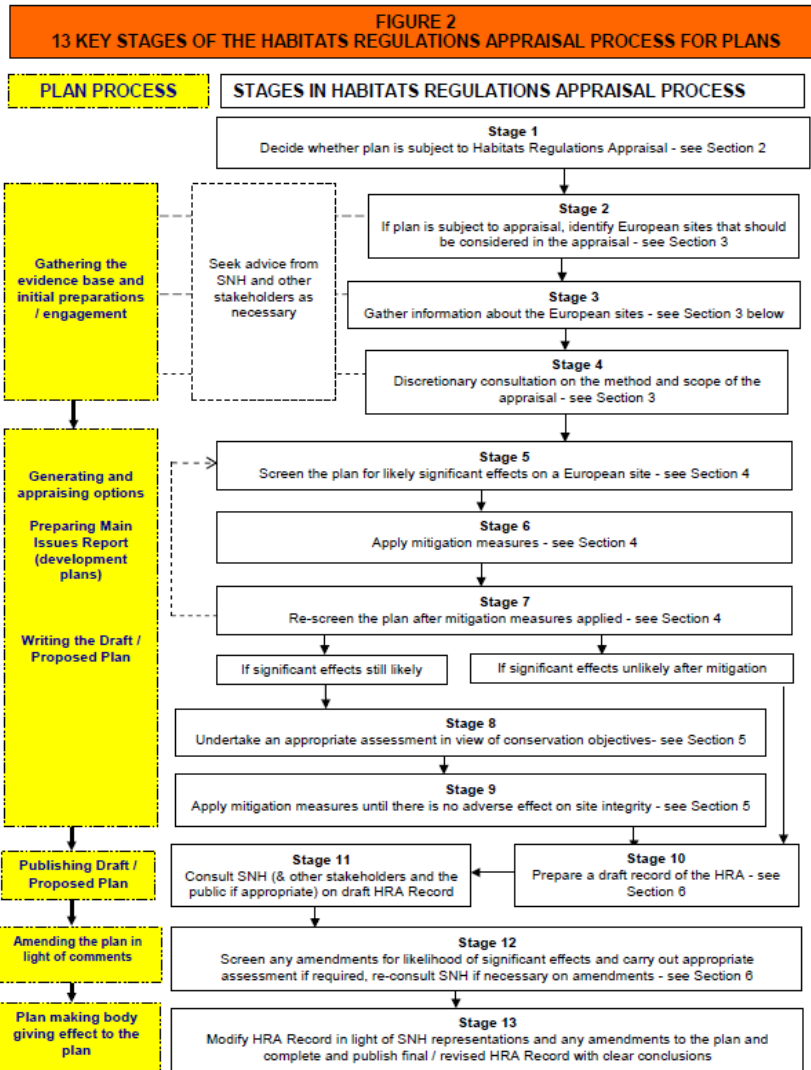 FIGURE 2
13 KEY STAGES OF THE HABITATS REGULATIONS APPRAISAL PROCESS FOR PLANS
PLAN PROCESS
STAGES IN HABITATS REGULATIONS APPRAISAL PROCESS
Stage 1
Decide whether plan is subject to Habitats Regulations Appraisal - see Section 2
Gathering the
evidence base and
initial preparations
/ engagement
Seek advice from
SNH and other
stakeholders as
necessary
Stage 2
If plan is subject to appraisal, identify European sites that should
be considered in the appraisal - see Section 3
Stage 3
Gather information about the European sites - see Section 3 below
Stage 4
Discretionary consultation on the method and scope of the
appraisal - see Section 3
Generating and
appraising options
Preparing Main
Issues Report
(development
plans)
Writing the Draft /
Proposed Plan
Stage 5
Screen the plan for likely significant effects on a European site - see Section 4
Stage 6
Apply mitigation measures - see Section 4
Stage 7
Re-screen the plan after mitigation measures applied - see Section 4
If significant effects still likely
If significant effects unlikely after mitigation
Stage 8
Undertake an appropriate assessment in view of conservation objectives- see Section 5
Stage 9
Apply mitigation measures until there is no adverse effect on site integrity - see Section 5
Publishing Draft /
Proposed Plan
Stage 11
Consult SNH (& other stakeholders and the
public if appropriate) on draft HRA Record
Stage 10
Prepare a draft record of the HRA - see
Section 6
Amending the plan in
light of comments
Stage 12
Screen any amendments for likelihood of significant effects and carry out appropriate
assessment if required, re-consult SNH if necessary on amendments - see Section 6
Plan making body
giving effect to the
plan
Stage 13
Modify HRA Record in light of SNH representations and any amendments to the plan and
complete and publish final / revised HRA Record with clear conclusions